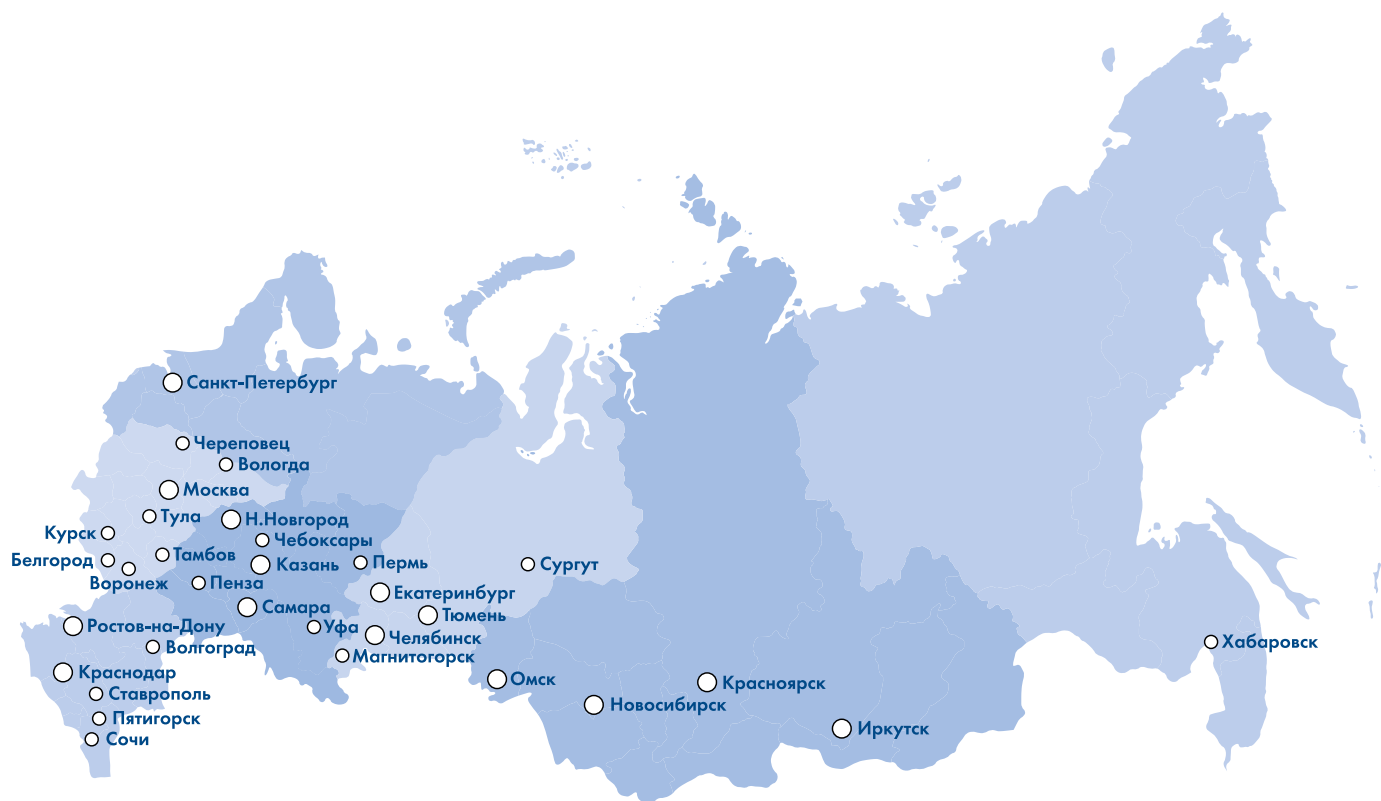 Санкт-Петербург
Череповец
Вологда
Москва
Тула
Н.Новгород
Курск
Чебоксары
Тамбов
Белгород
Казань
Пермь
Сургут
Воронеж
Пенза
Екатеринбург
Самара
Тюмень
Ростов-на-Дону
Уфа
Челябинск
Хабаровск
Волгоград
Магнитогорск
Краснодар
Омск
Красноярск
Ставрополь
Новосибирск
Пятигорск
Иркутск
Сочи